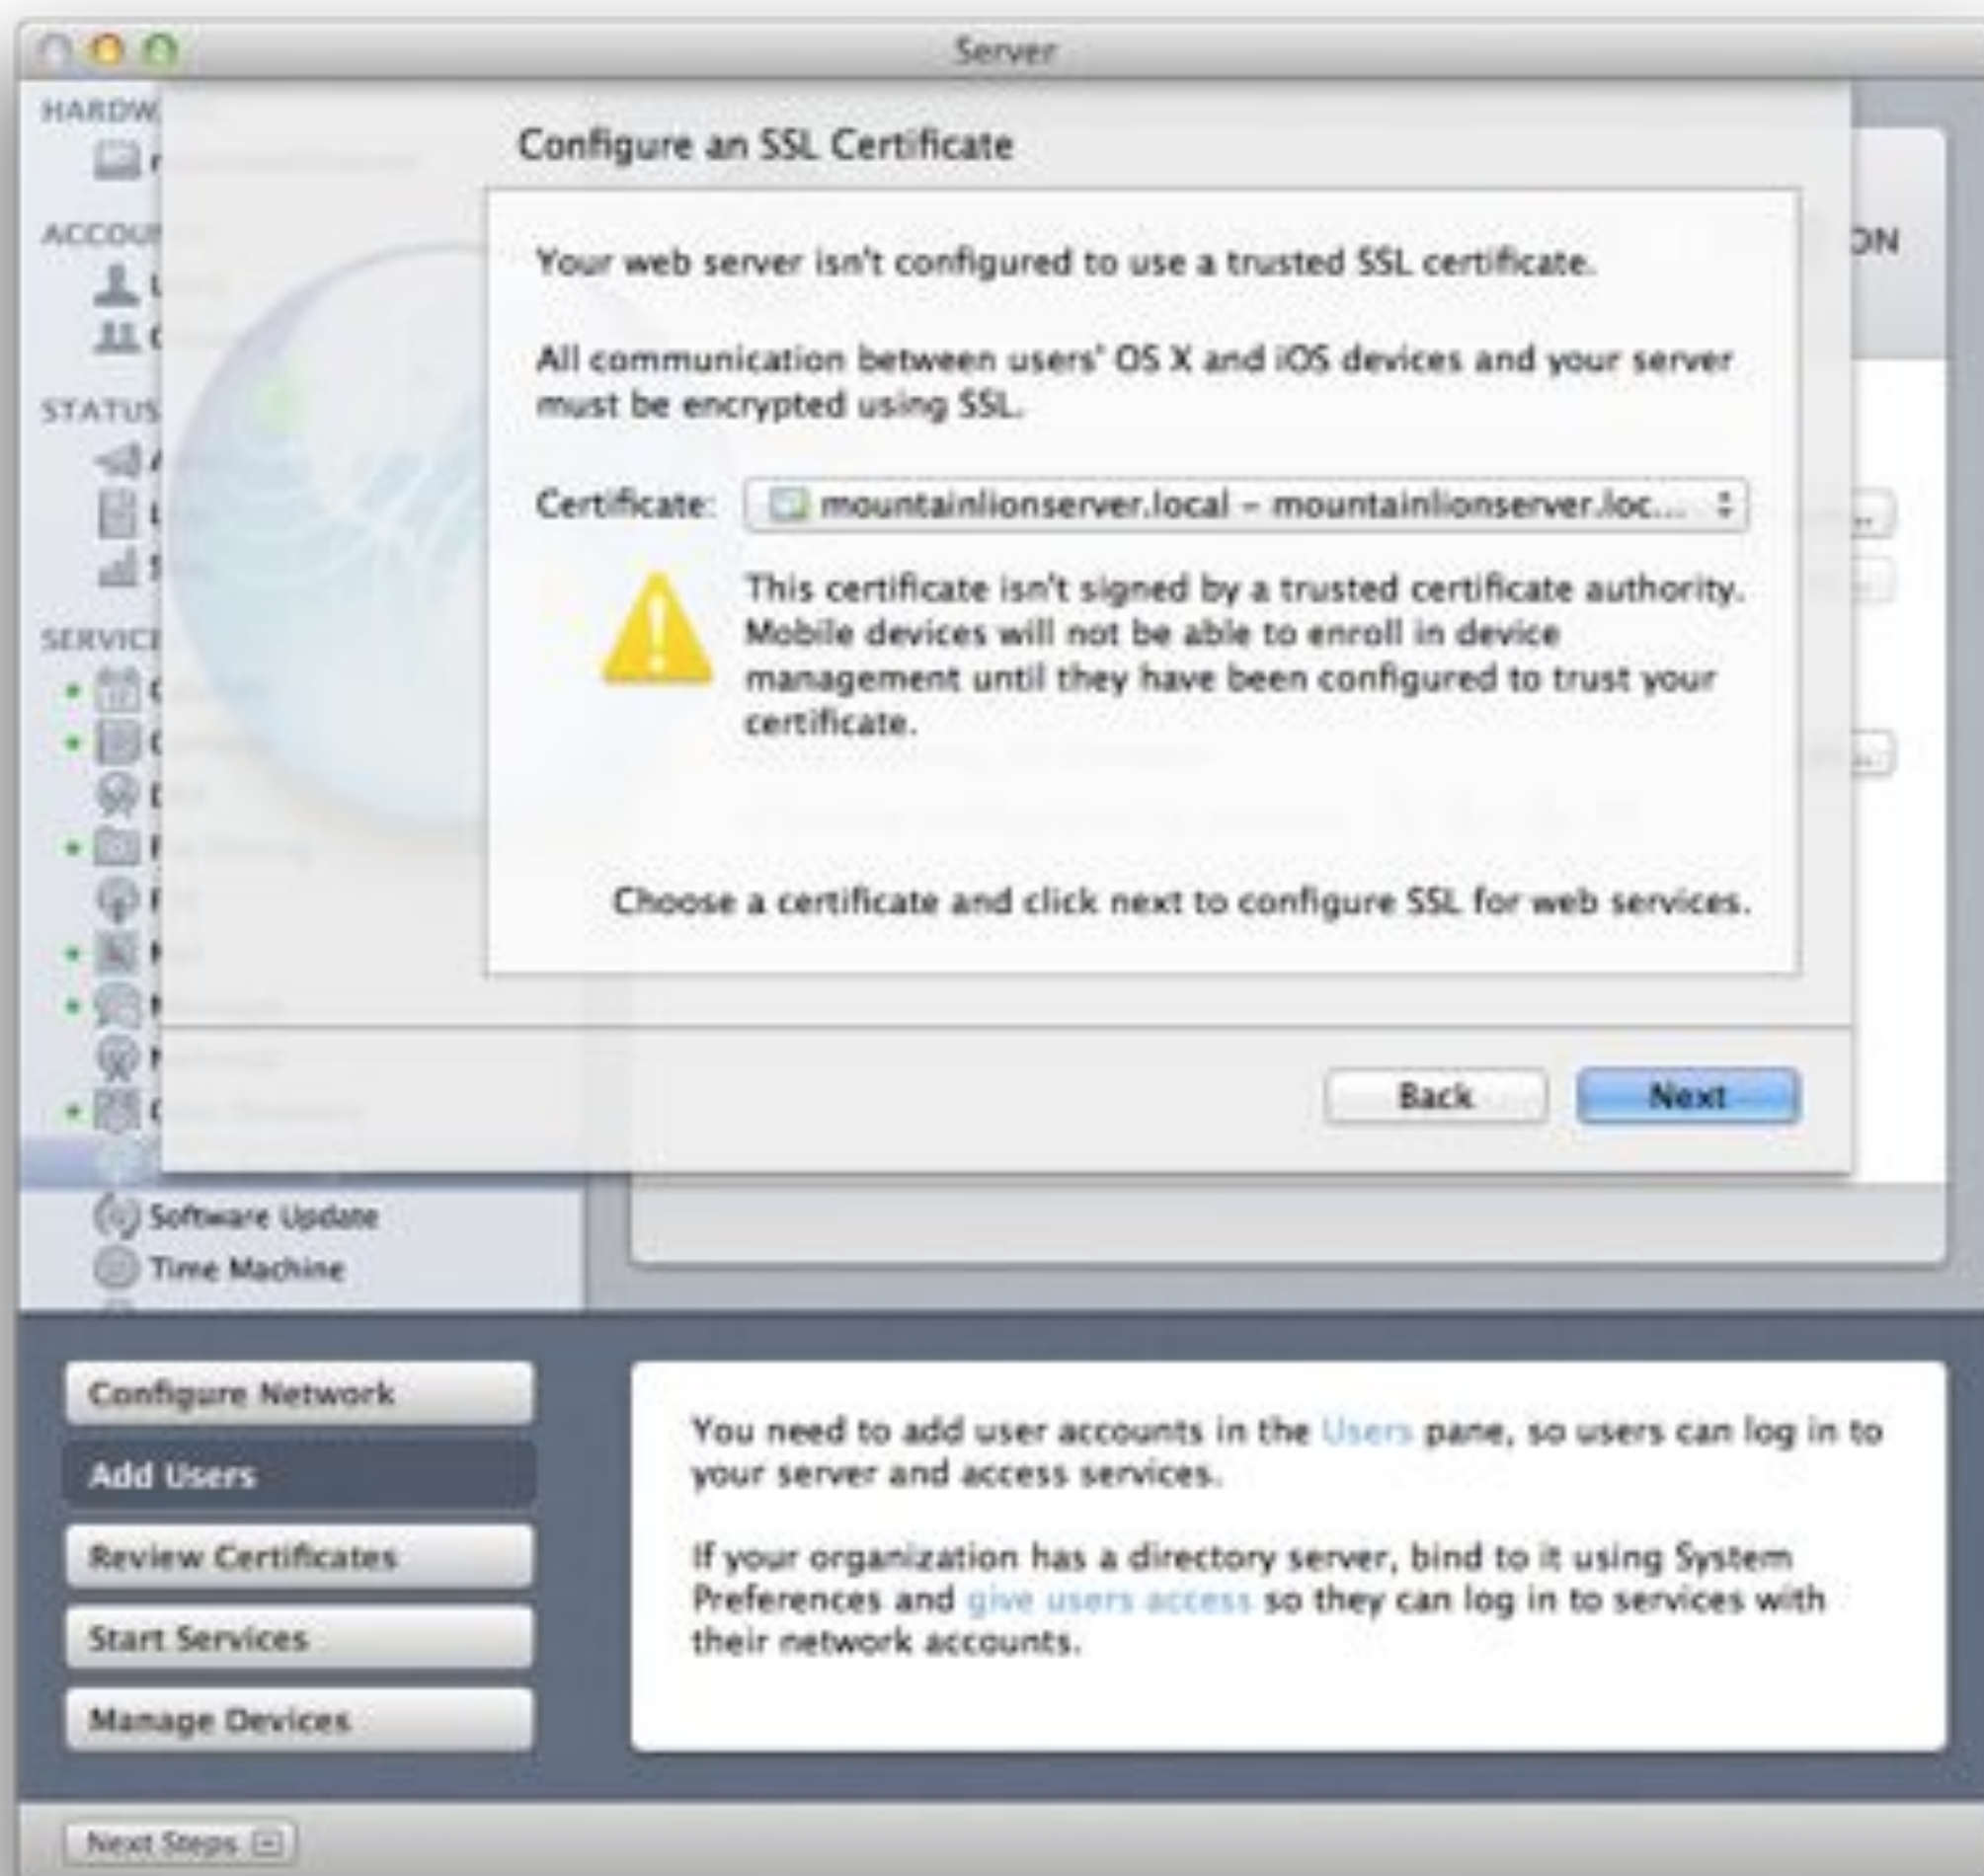 Server
HARDW
ACCOU
STATUS
SERVICE
Configure an SSL Certificate
Your web server isn't configured to use a trusted SSL certificate.
All communication between users' OS X and iOS devices and your server
must be encrypted using SSL.
Certificate: mountainlionserver.local – mountainlionserver.loc...
This certificate isn't signed by a trusted certificate authority.
Mobile devices will not be able to enroll in device
management until they have been configured to trust your
certificate.
Choose a certificate and click next to configure SSL for web services.
Back Next
ON
Software Update
Time Machine
Configure Network
Add Users
Review Certificates
Start Services
Manage Devices
You need to add user accounts in the Users pane, so users can log in to
your server and access services.
If your organization has a directory server, bind to it using System
Preferences and give users access so they can log in to services with
their network accounts.
Next Steps